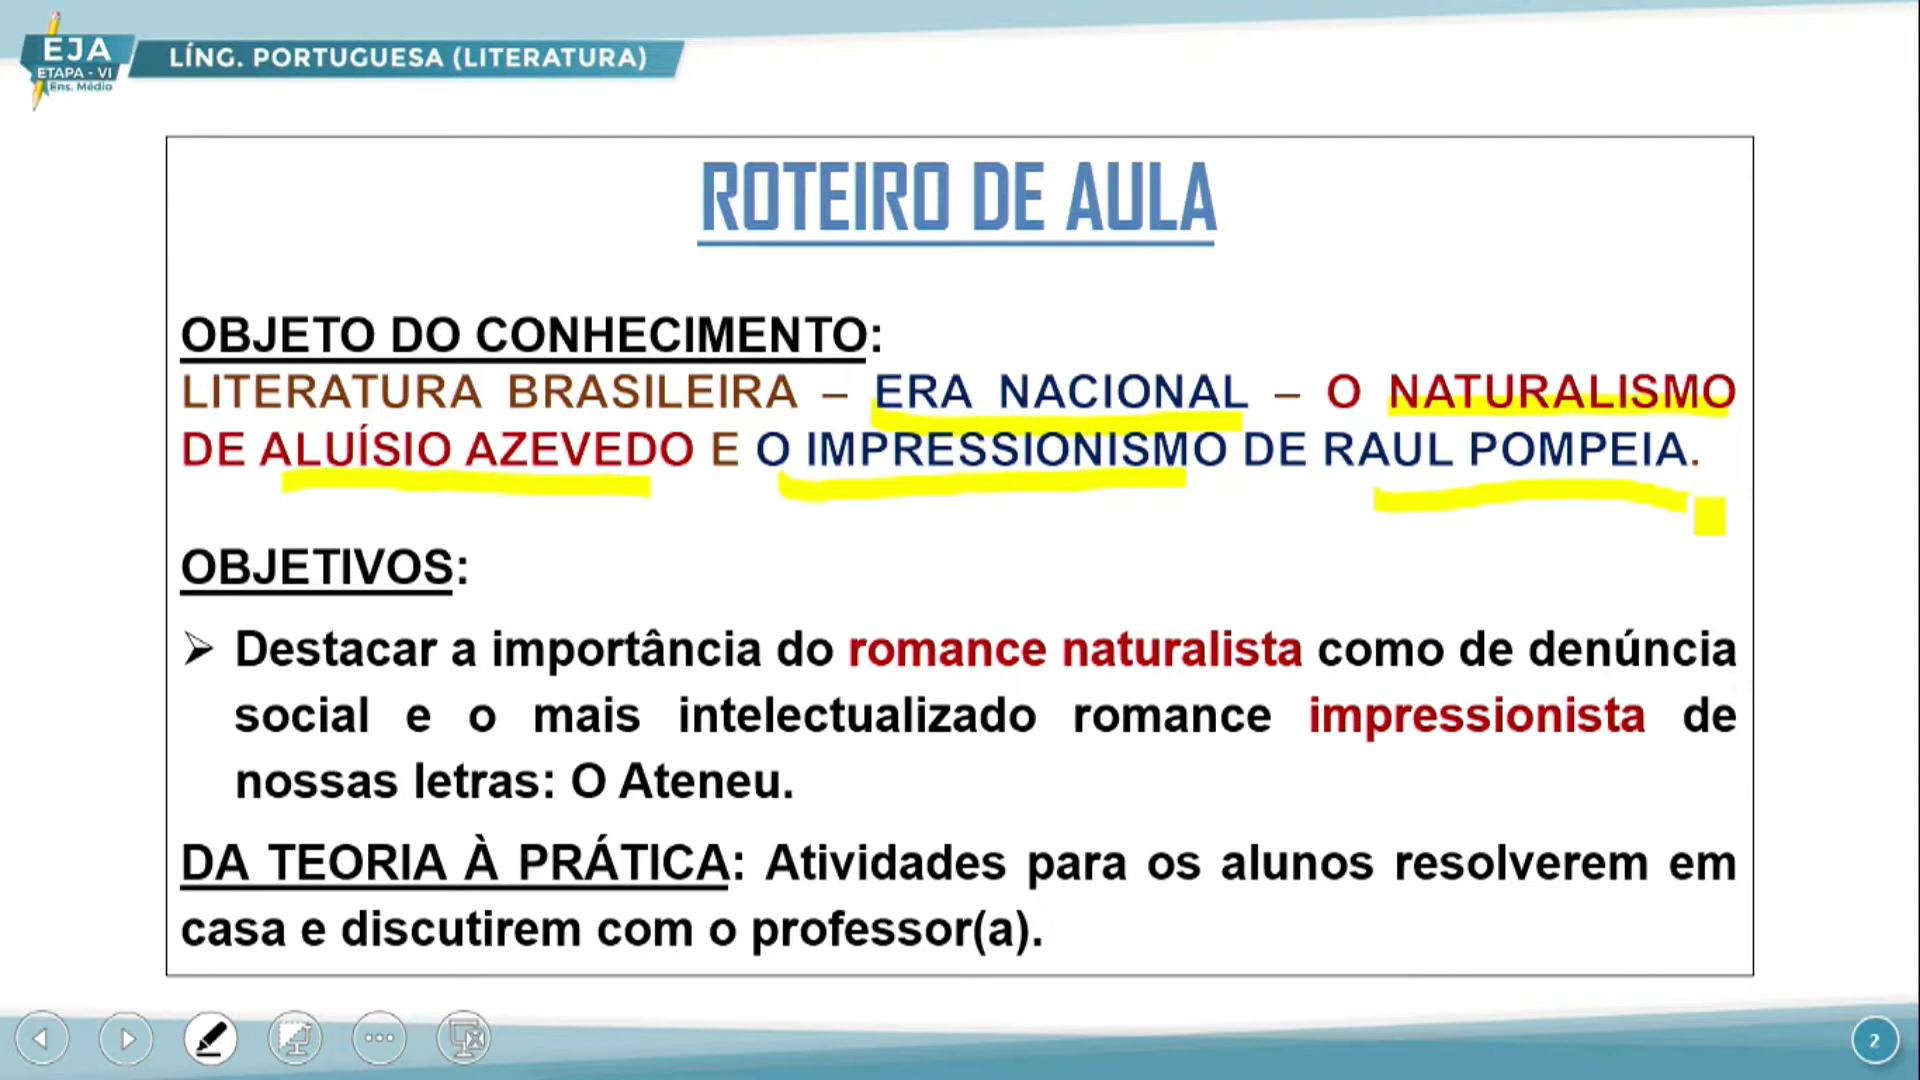 EJA
ETAPA - VI
Ens. Médio
LÍNG. PORTUGUESA (LITERATURA)
ROTEIRO DE AULA
OBJETO DO CONHECIMENTO:
LITERATURA BRASILEIRA – ERA NACIONAL – O NATURALISMO
DE ALUÍSIO AZEVEDO E O IMPRESSIONISMO DE RAUL POMPEIA.
OBJETIVOS:
➢ Destacar a importância do romance naturalista como de denúncia
social e o mais intelectualizado romance impressionista de
nossas letras: O Ateneu.
DA TEORIA À PRÁTICA: Atividades para os alunos resolverem em
casa e discutirem com o professor(a).
2